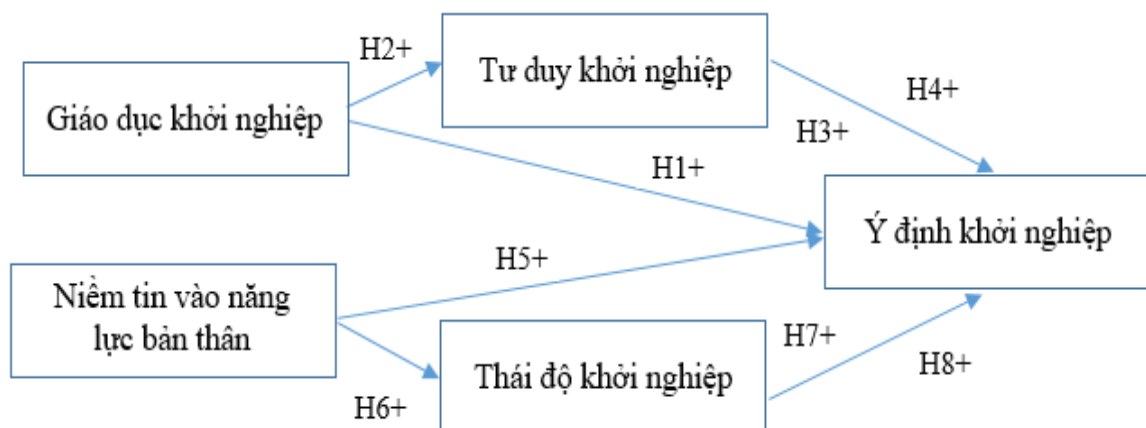 H2+
Tư duy khởi nghiệp
H4+
Giáo dục khởi nghiệp
H3+
H1+
Ý định khởi nghiệp
H5+
Niềm tin vào năng
lực bản thân
H7+
Thái độ khởi nghiệp
H8+
H6+